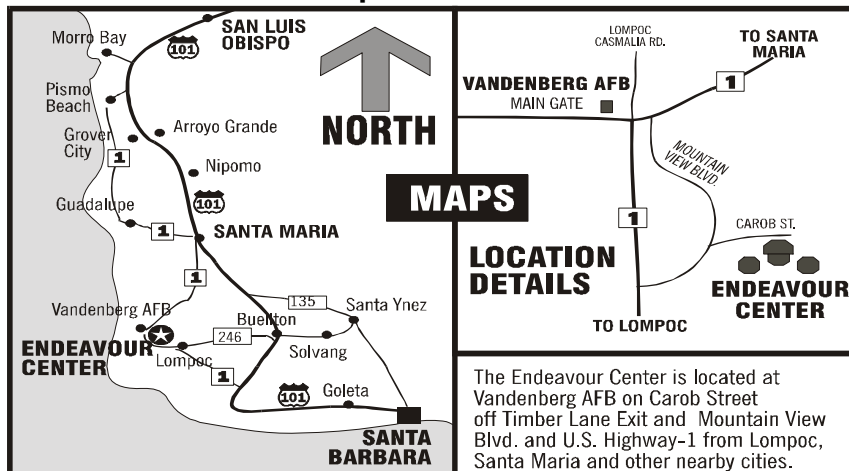 SAN LUIS
OBISPO
101
Morro Bay
Pismo
Beach
Grover
City
1
Arroyo Grande
Nipomo
101
Guadalupe
1
SANTA MARIA
1
135
Santa Ynez
Vandenberg AFB
Buellton
246
Solvang
ENDEAVOUR
CENTER
Lompoc
1
101
Goleta
SANTA
BARBARA
NORTH
MAPS
LOMPOC
CASMALIA RD.
TO SANTA
MARIA
1
VANDENBERG AFB
MAIN GATE
MOUNTAIN
VIEW BLVD.
1
CAROB ST.
LOCATION
DETAILS
ENDEAVOUR
CENTER
TO LOMPOC
The Endeavour Center is located at
Vandenberg AFB on Carob Street
off Timber Lane Exit and Mountain View
Blvd. and U.S. Highway-1 from Lompoc,
Santa Maria and other nearby cities.